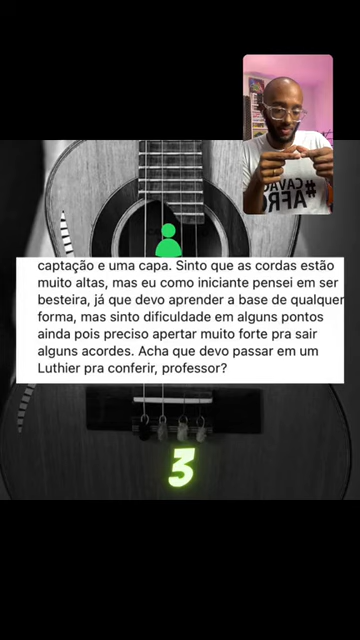 #CAVAC
AFR
captação e uma capa. Sinto que as cordas estão
muito altas, mas eu como iniciante pensei em ser
besteira, já que devo aprender a base de qualquer
forma, mas sinto dificuldade em alguns pontos
ainda pois preciso apertar muito forte pra sair
alguns acordes. Acha que devo passar em um
Luthier pra conferir, professor?
3